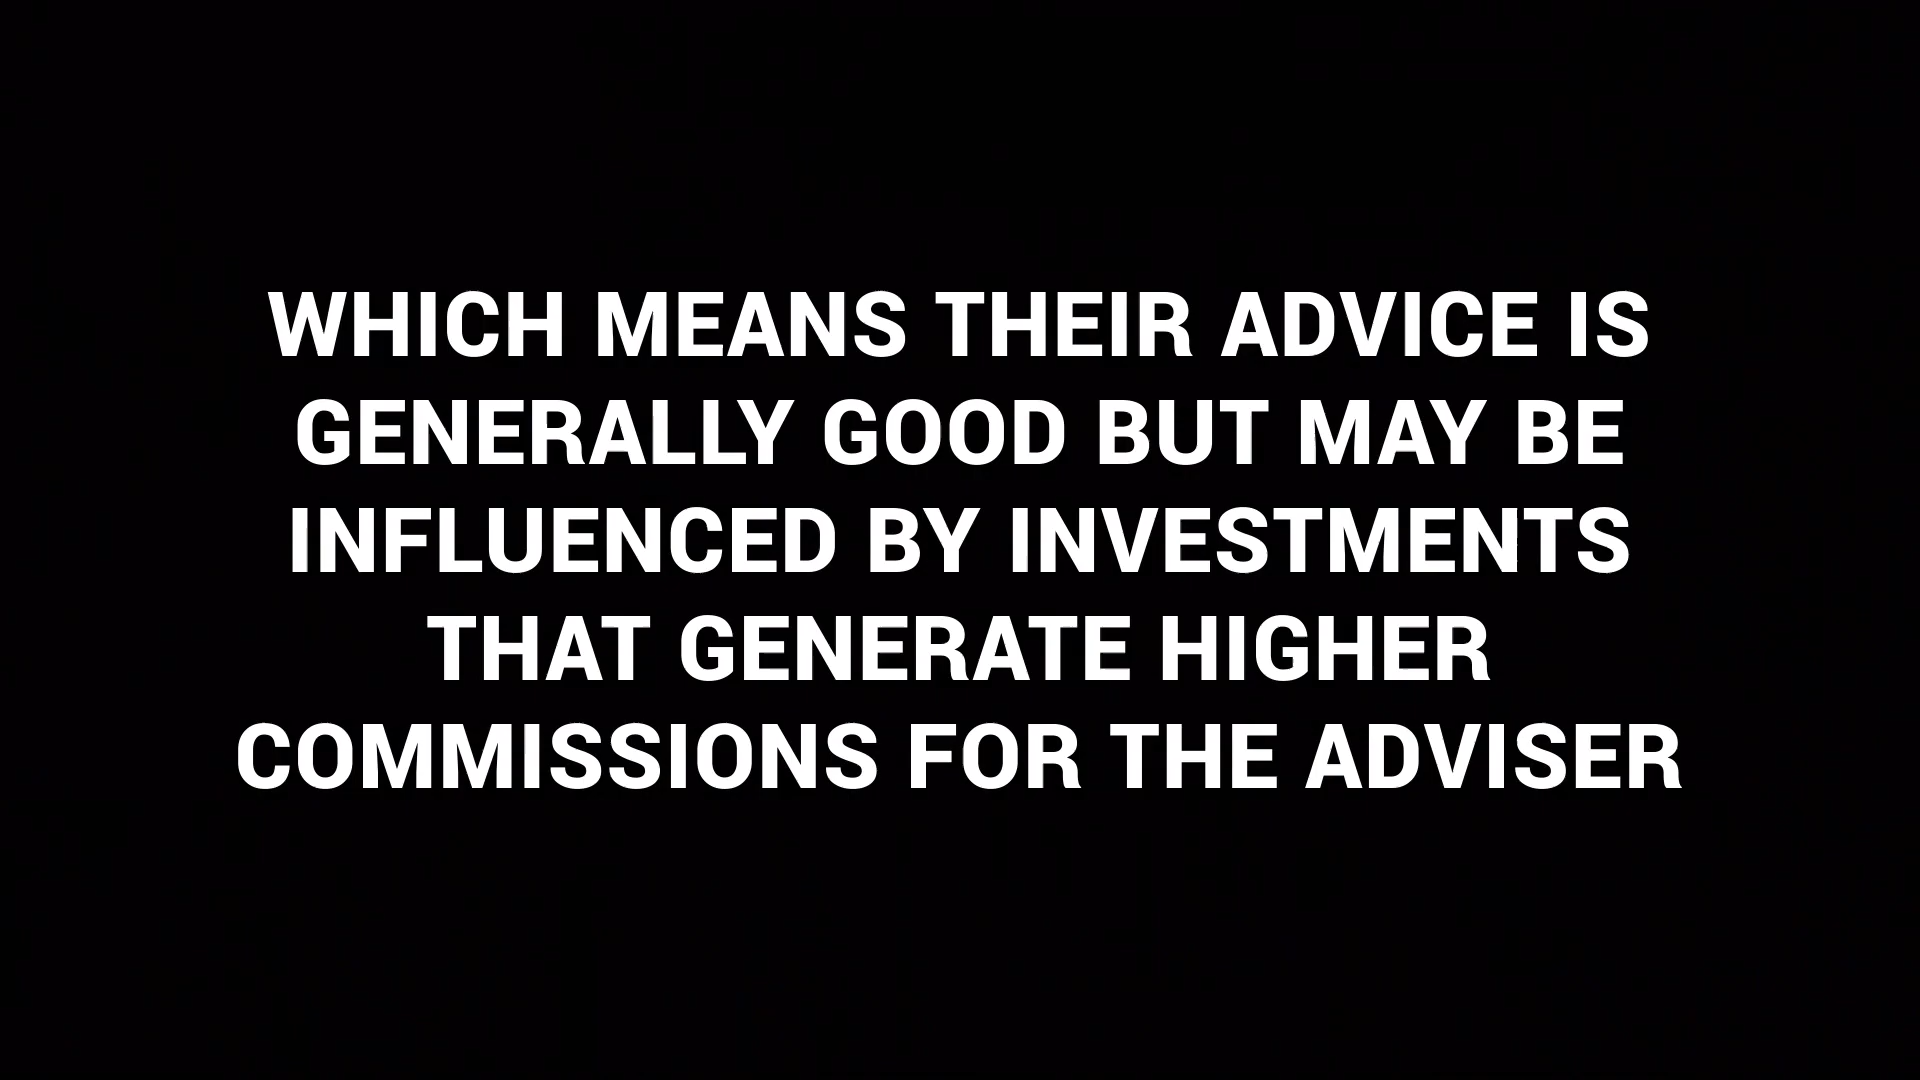 WHICH MEANS THEIR ADVICE IS
GENERALLY GOOD BUT MAY BE
INFLUENCED BY INVESTMENTS
THAT GENERATE HIGHER
COMMISSIONS FOR THE ADVISER